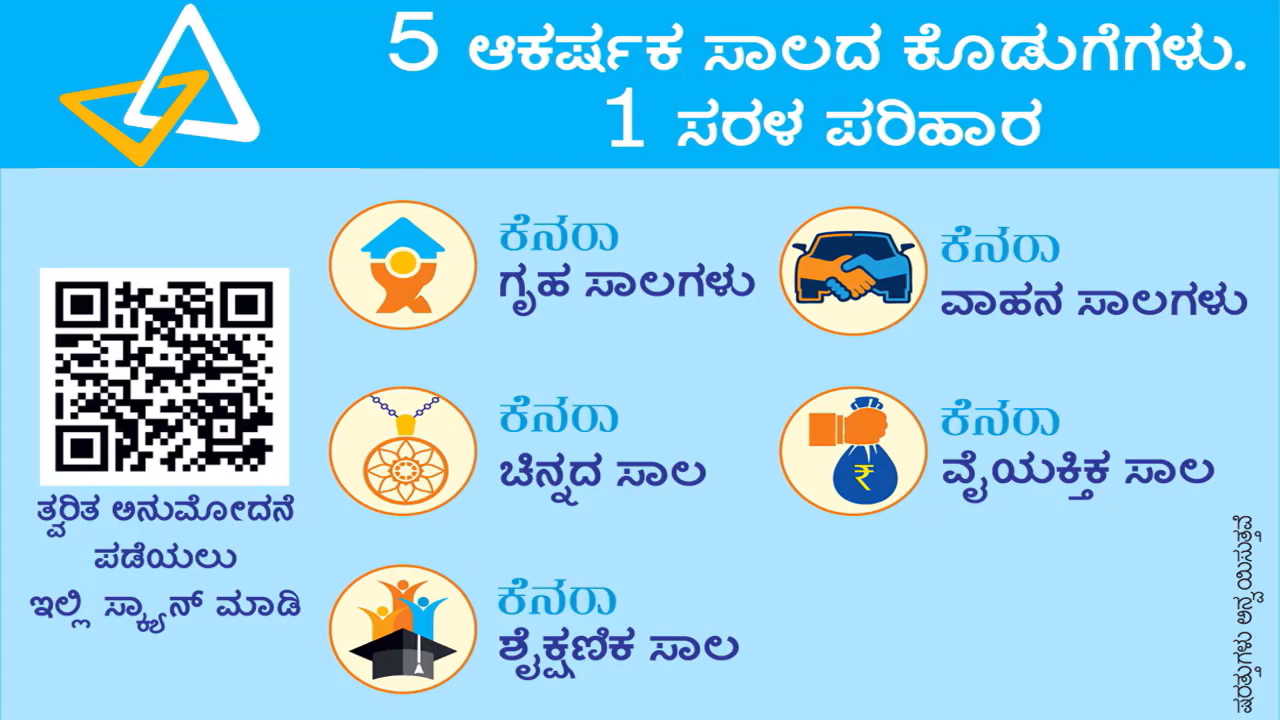 5 ಆಕರ್ಷಕ ಸಾಲದ ಕೊಡುಗೆಗಳು.
1 ಸರಳ ಪರಿಹಾರ
ಕೆನರಾ
ಗೃಹ ಸಾಲಗಳು
ಕೆನರಾ
ವಾಹನ ಸಾಲಗಳು
ಕೆನರಾ
ಚಿನ್ನದ ಸಾಲ
ಕೆನರಾ
ವೈಯಕ್ತಿಕ ಸಾಲ
₹
ಕೆನರಾ
ಶೈಕ್ಷಣಿಕ ಸಾಲ
ತ್ವರಿತ ಅನುಮೋದನೆ
ಪಡೆಯಲು
ಇಲ್ಲಿ ಸ್ಕ್ಯಾನ್ ಮಾಡಿ
ಷರತ್ತುಗಳು ಅನ್ವಯಿಸುತ್ತವೆ